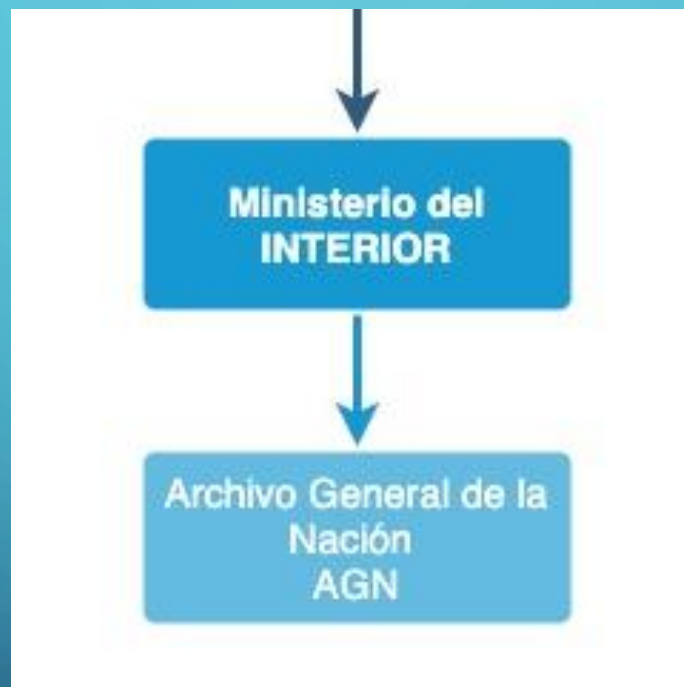 Ministerio del
INTERIOR
Archivo General de la
Nación
AGN